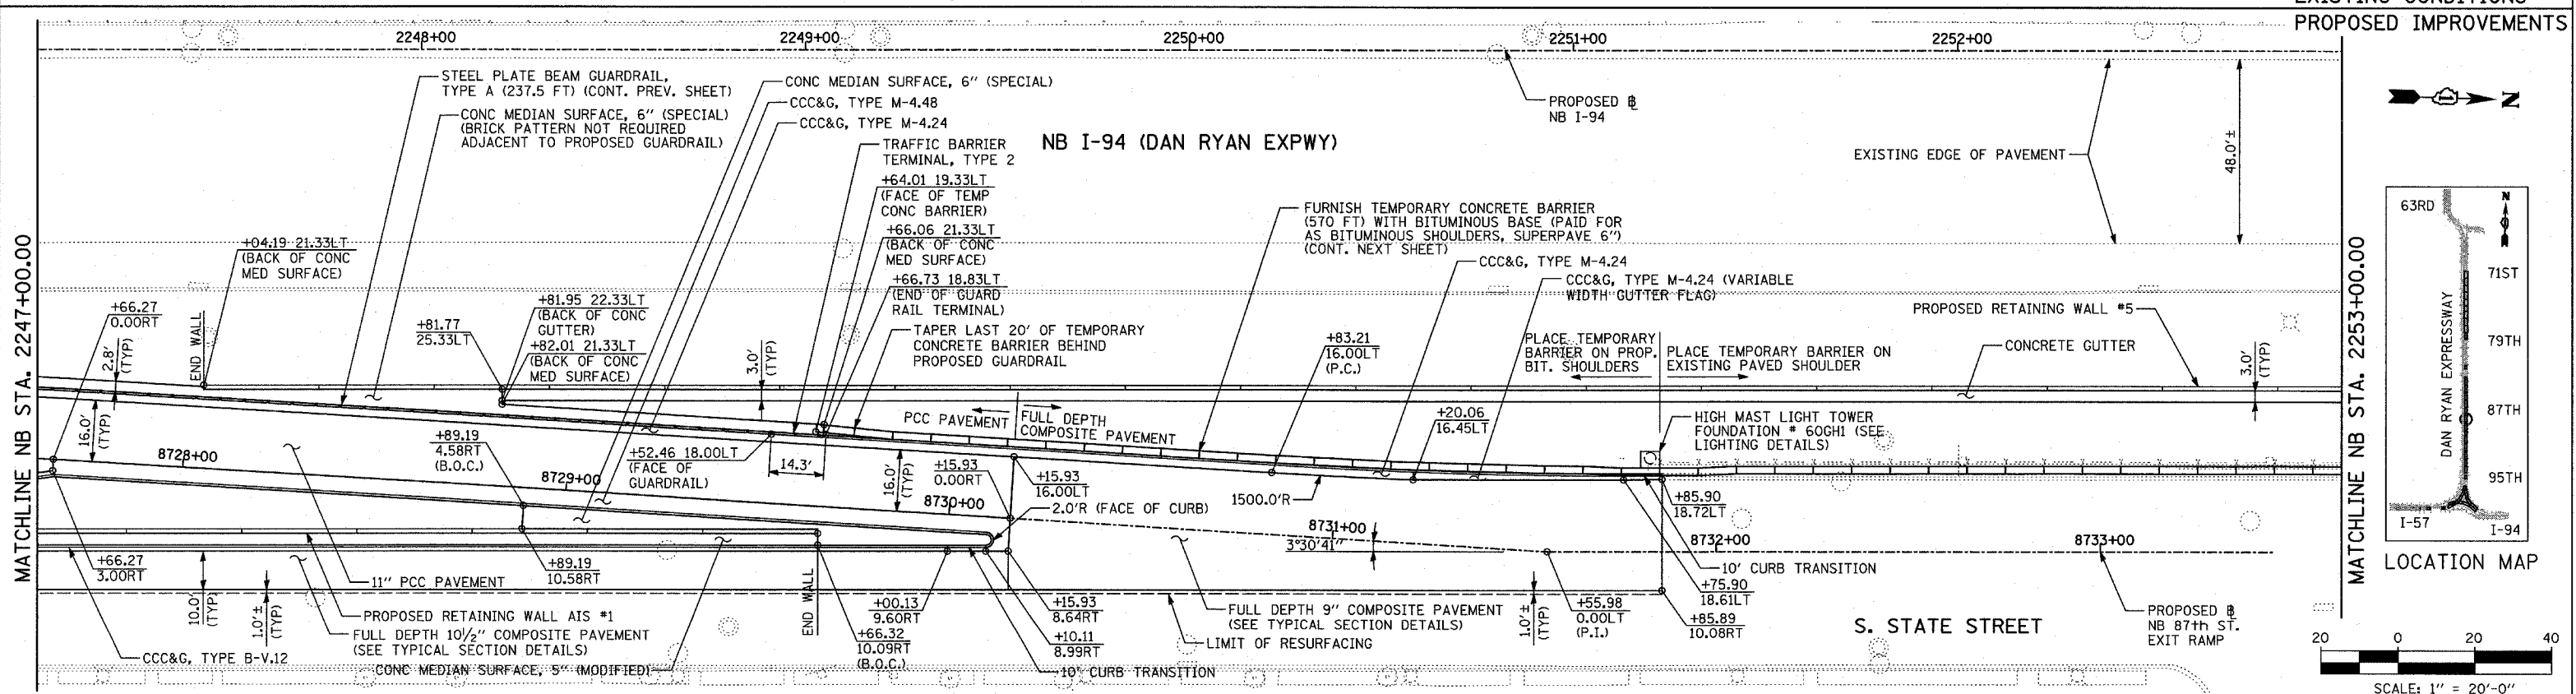 EXISTING CONDITIONS
PROPOSED IMPROVEMENTS
2248+00
2249+00
2250+00
2251+00
2252+00
STEEL PLATE BEAM GUARDRAIL,
TYPE A (237.5 FT) (CONT. PREV. SHEET)
CONC MEDIAN SURFACE, 6" (SPECIAL)
(BRICK PATTERN NOT REQUIRED
ADJACENT TO PROPOSED GUARDRAIL)
CONC MEDIAN SURFACE, 6" (SPECIAL)
CCC&G, TYPE M-4.48
CCC&G, TYPE M-4.24
TRAFFIC BARRIER
TERMINAL, TYPE 2
+64.01 19.33LT
(FACE OF TEMP
CONC BARRIER)
+66.06 21.33LT
(BACK OF CONC
MED SURFACE)
+66.73 18.83LT
(END OF GUARD
RAIL TERMINAL)
TAPER LAST 20' OF TEMPORARY
CONCRETE BARRIER BEHIND
PROPOSED GUARDRAIL
NB I-94 (DAN RYAN EXPWY)
PROPOSED ⅊
NB I-94
EXISTING EDGE OF PAVEMENT
48.0'±
FURNISH TEMPORARY CONCRETE BARRIER
(570 FT) WITH BITUMINOUS BASE (PAID FOR
AS BITUMINOUS SHOULDERS, SUPERPAVE 6")
(CONT. NEXT SHEET)
CCC&G, TYPE M-4.24
CCC&G, TYPE M-4.24 (VARIABLE
WIDTH GUTTER FLAG)
PROPOSED RETAINING WALL #5
CONCRETE GUTTER
3.0'
(TYP)
MATCHLINE NB STA. 2247+00.00
+04.19 21.33LT
(BACK OF CONC
MED SURFACE)
+66.27
0.00RT
2.8'
(TYP)
END WALL
+81.77
25.33LT
+81.95 22.33LT
(BACK OF CONC
GUTTER)
+82.01 21.33LT
(BACK OF CONC
MED SURFACE)
3.0'
(TYP)
+83.21
16.00LT
(P.C.)
PLACE TEMPORARY
BARRIER ON PROP.
BIT. SHOULDERS
PLACE TEMPORARY BARRIER ON
EXISTING PAVED SHOULDER
16.0'
(TYP)
8728+00
+89.19
4.58RT
(B.O.C.)
8729+00
+52.46 18.00LT
(FACE OF
GUARDRAIL)
14.3'
16.0'
(TYP)
PCC PAVEMENT
FULL DEPTH
COMPOSITE PAVEMENT
+15.93
0.00RT
8730+00
+15.93
16.00LT
2.0'R (FACE OF CURB)
1500.0'R
+20.06
16.45LT
HIGH MAST LIGHT TOWER
FOUNDATION # 60GH1 (SEE
LIGHTING DETAILS)
8731+00
3°30'41"
+85.90
18.72LT
8732+00
8733+00
10' CURB TRANSITION
+75.90
18.61LT
+66.27
3.00RT
11" PCC PAVEMENT
+89.19
10.58RT
10.0'
(TYP)
1.0'±
(TYP)
PROPOSED RETAINING WALL AIS #1
FULL DEPTH 10½" COMPOSITE PAVEMENT
(SEE TYPICAL SECTION DETAILS)
CCC&G, TYPE B-V.12
CONC MEDIAN SURFACE, 5" (MODIFIED)
END WALL
+66.32
10.09RT
(B.O.C.)
+00.13
9.60RT
+15.93
8.64RT
+10.11
8.99RT
10' CURB TRANSITION
FULL DEPTH 9" COMPOSITE PAVEMENT
(SEE TYPICAL SECTION DETAILS)
LIMIT OF RESURFACING
1.0'±
(TYP)
+55.98
0.00LT
(P.I.)
+85.89
10.08RT
S. STATE STREET
PROPOSED ⅊
NB 87th ST.
EXIT RAMP
MATCHLINE NB STA. 2253+00.00
N
63RD
N
71ST
79TH
87TH
95TH
DAN RYAN EXPRESSWAY
I-57
I-94
LOCATION MAP
20 0 20 40
SCALE: 1" = 20'-0"